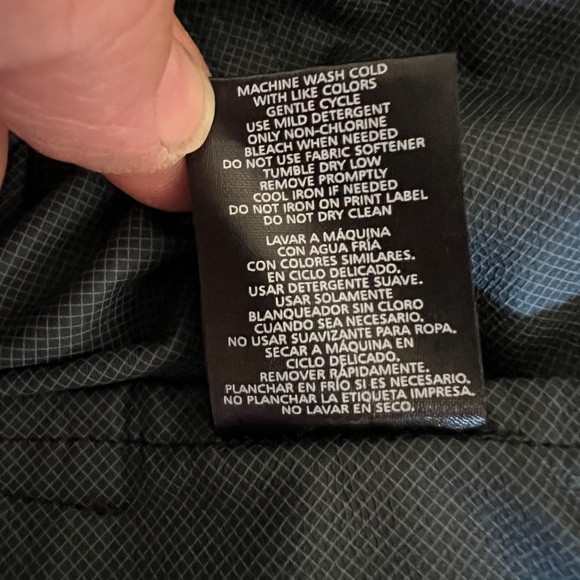 MACHINE WASH COLD
WITH LIKE COLORS
GENTLE CYCLE
USE MILD DETERGENT
ONLY NON-CHLORINE
BLEACH WHEN NEEDED
DO NOT USE FABRIC SOFTENER
TUMBLE DRY LOW
REMOVE PROMPTLY
COOL IRON IF NEEDED
DO NOT IRON ON PRINT LABEL
DO NOT DRY CLEAN
LAVAR A MÁQUINA
CON AGUA FRÍA
CON COLORES SIMILARES.
EN CICLO DELICADO.
USAR DETERGENTE SUAVE.
USAR SOLAMENTE
BLANQUEADOR SIN CLORO
CUANDO SEA NECESARIO.
NO USAR SUAVIZANTE PARA ROPA.
SECAR A MÁQUINA EN
CICLO DELICADO.
REMOVER RÁPIDAMENTE.
PLANCHAR EN FRÍO SI ES NECESARIO.
NO PLANCHAR LA ETIQUETA IMPRESA.
NO LAVAR EN SECO.